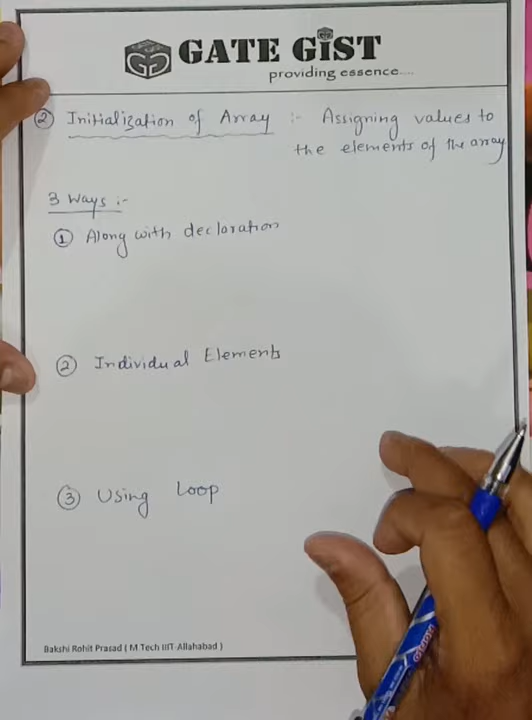 GATE GiST
providing essence....
② Initialization of Array :- Assigning values to
the elements of the array
3 Ways :-
① Along with declaration
② Individual Elements
③ Using Loop
Bakshi Rohit Prasad ( M Tech IIIT-Allahabad )